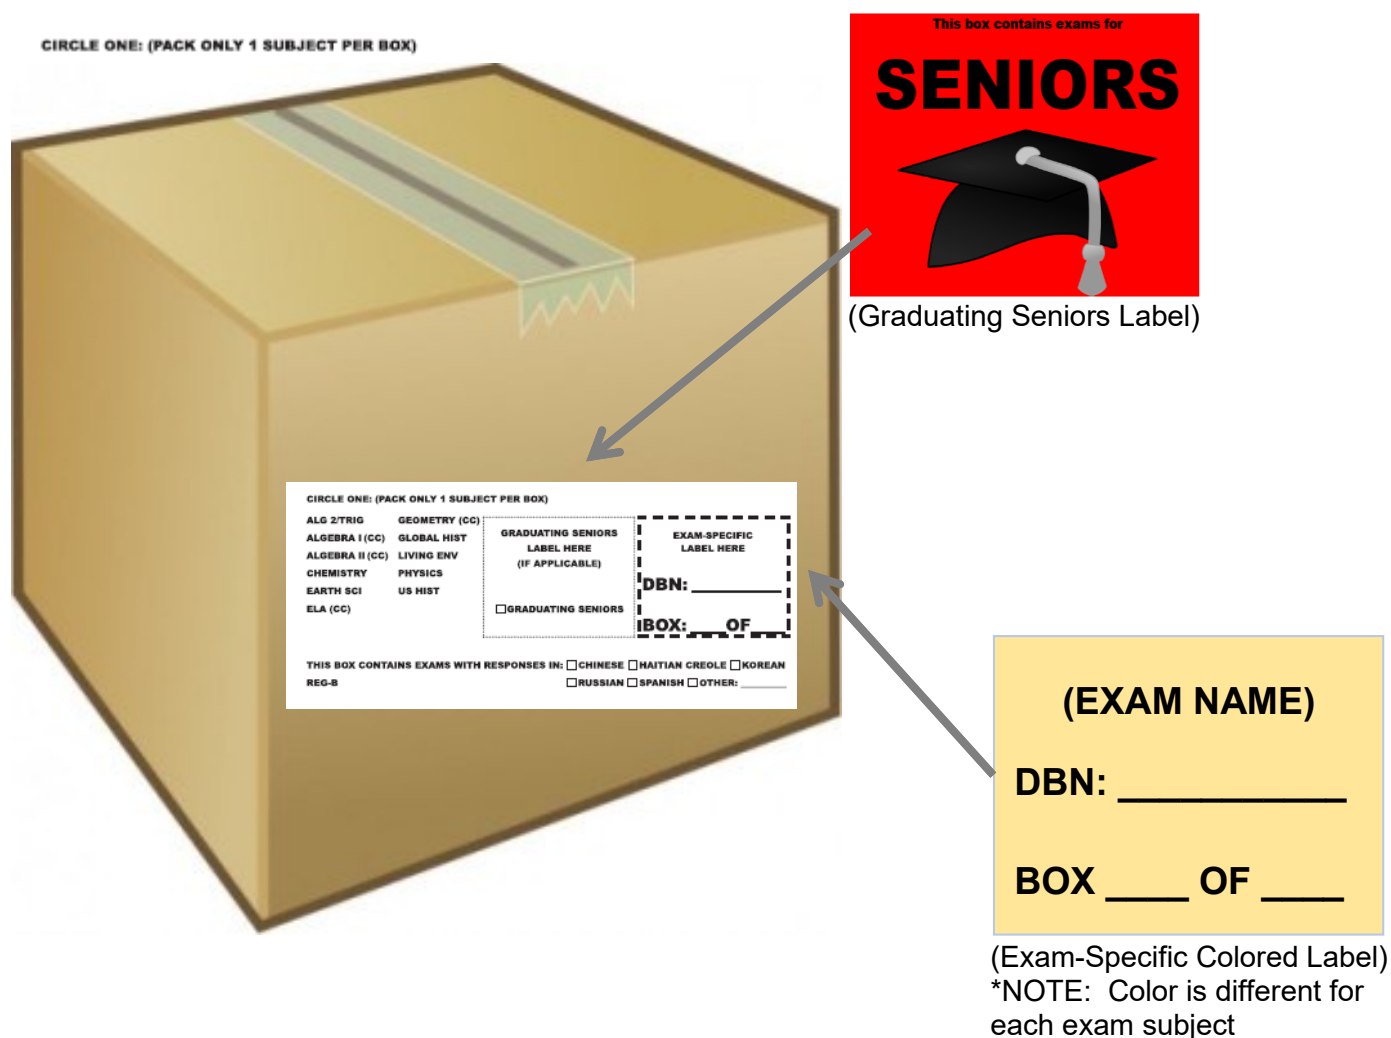 CIRCLE ONE: (PACK ONLY 1 SUBJECT PER BOX)
This box contains exams for
SENIORS
(Graduating Seniors Label)
CIRCLE ONE: (PACK ONLY 1 SUBJECT PER BOX)
ALG 2/TRIG GEOMETRY (CC)
ALGEBRA I (CC) GLOBAL HIST
ALGEBRA II (CC) LIVING ENV
CHEMISTRY PHYSICS
EARTH SCI US HIST
ELA (CC)
GRADUATING SENIORS
LABEL HERE
(IF APPLICABLE)
☐GRADUATING SENIORS
EXAM-SPECIFIC
LABEL HERE
DBN: __________
BOX: ____OF____
THIS BOX CONTAINS EXAMS WITH RESPONSES IN: ☐CHINESE ☐HAITIAN CREOLE ☐KOREAN
REG-B ☐RUSSIAN ☐SPANISH ☐OTHER: ________
(EXAM NAME)
DBN: ___________
BOX ____ OF ____
(Exam-Specific Colored Label)
*NOTE: Color is different for
each exam subject